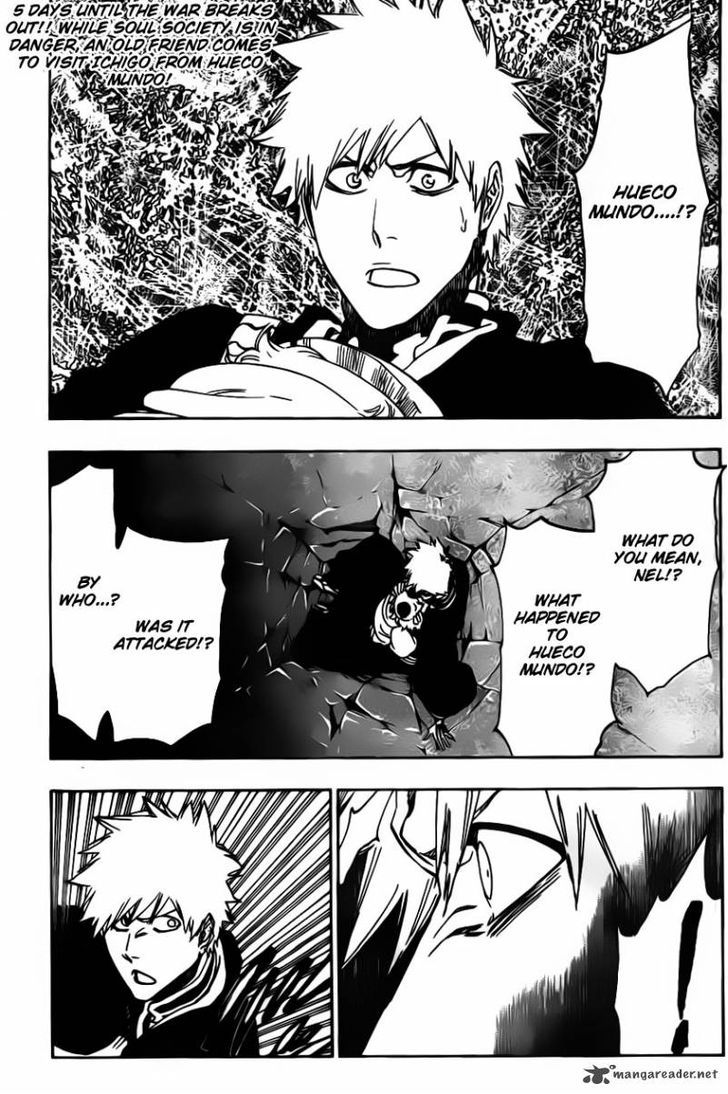 5 DAYS UNTIL THE WAR BREAKS
OUT!! WHILE SOUL SOCIETY IS IN
DANGER, AN OLD FRIEND COMES
TO VISIT ICHIGO FROM HUECO
MUNDO!
HUECO
MUNDO....!?
WHAT DO
YOU MEAN,
NEL!?
WHAT
HAPPENED
TO
HUECO
MUNDO!?
WAS IT
ATTACKED!?
BY
WHO...?
!
mangareader.net